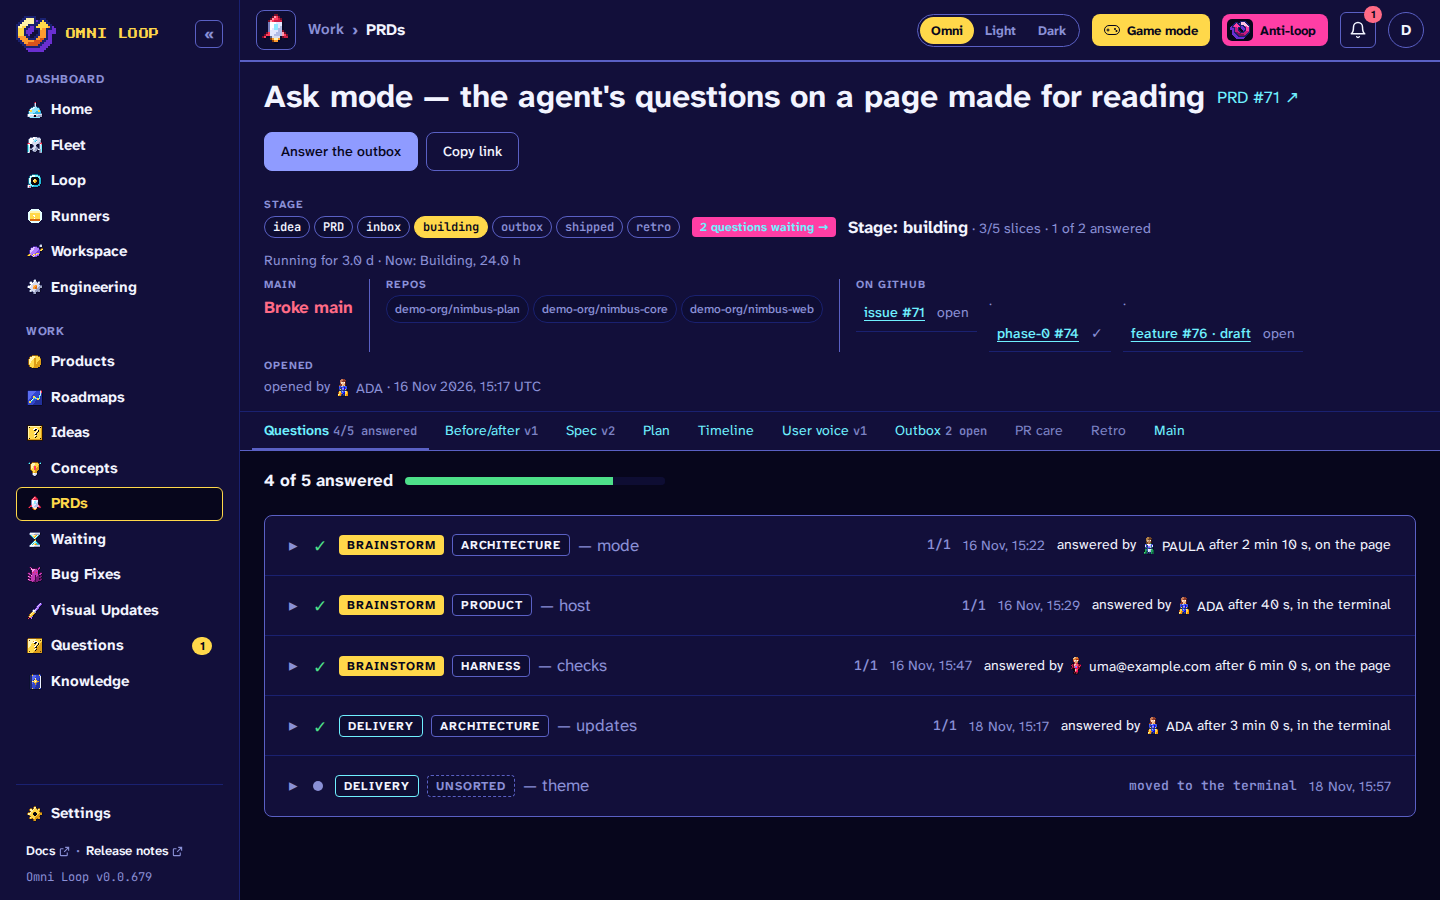 OMNI LOOP
«
DASHBOARD
Home
Fleet
Loop
Runners
Workspace
Engineering
WORK
Products
Roadmaps
Ideas
Concepts
PRDs
Waiting
Bug Fixes
Visual Updates
Questions 1
Knowledge
Settings
Docs · Release notes
Omni Loop v0.0.679
Work › PRDs
Omni Light Dark
Game mode
Anti-loop
1
D
Ask mode — the agent's questions on a page made for reading PRD #71 ↗
Answer the outbox Copy link
STAGE
idea PRD inbox building outbox shipped retro 2 questions waiting → Stage: building · 3/5 slices · 1 of 2 answered
Running for 3.0 d · Now: Building, 24.0 h
MAIN REPOS ON GITHUB
Broke main demo-org/nimbus-plan demo-org/nimbus-core demo-org/nimbus-web issue #71 open · phase-0 #74 ✓ · feature #76 · draft open
OPENED
opened by ADA · 16 Nov 2026, 15:17 UTC
Questions 4/5 answered Before/after v1 Spec v2 Plan Timeline User voice v1 Outbox 2 open PR care Retro Main
4 of 5 answered
▶ ✓ BRAINSTORM ARCHITECTURE — mode 1/1 16 Nov, 15:22 answered by PAULA after 2 min 10 s, on the page
▶ ✓ BRAINSTORM PRODUCT — host 1/1 16 Nov, 15:29 answered by ADA after 40 s, in the terminal
▶ ✓ BRAINSTORM HARNESS — checks 1/1 16 Nov, 15:47 answered by uma@example.com after 6 min 0 s, on the page
▶ ✓ DELIVERY ARCHITECTURE — updates 1/1 18 Nov, 15:17 answered by ADA after 3 min 0 s, in the terminal
▶ ● DELIVERY UNSORTED — theme moved to the terminal 18 Nov, 15:57